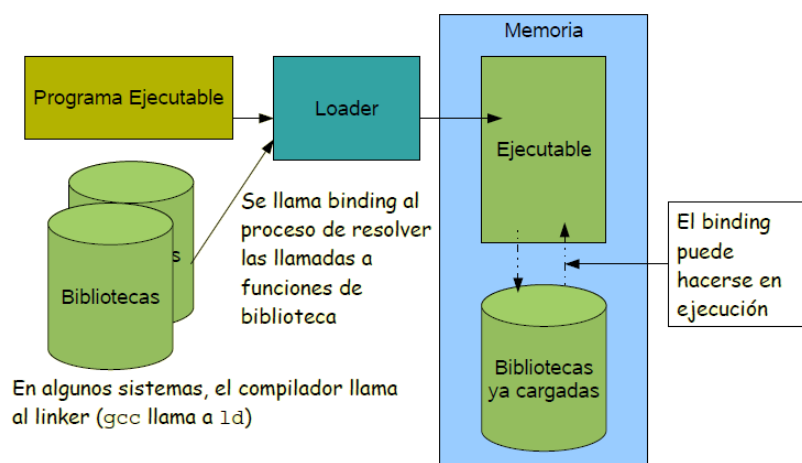 Memoria
Programa Ejecutable
Loader
Ejecutable
Se llama binding al
proceso de resolver
las llamadas a
funciones de
biblioteca
El binding
puede
hacerse en
ejecución
s
Bibliotecas
Bibliotecas
ya cargadas
En algunos sistemas, el compilador llama
al linker (gcc llama a ld)